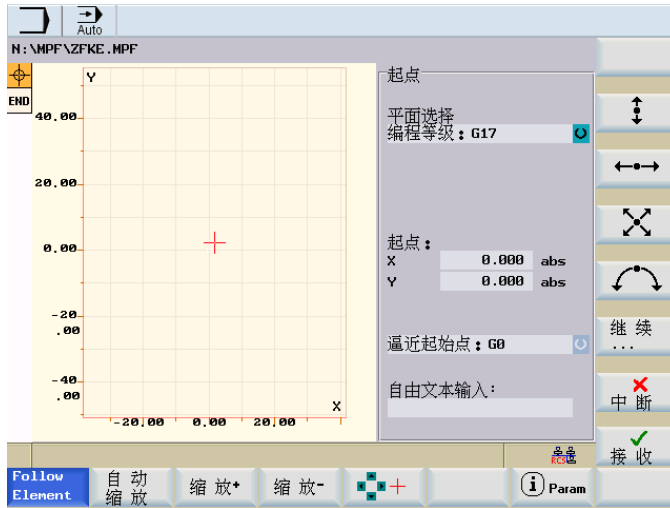 Auto
N:\MPF\ZFKE.MPF
END
Y
40.00
20.00
0.00
-20
.00
-40
.00
-20.00 0.00 20.00
X
起点
平面选择
编程等级：G17
起点：
X 0.000 abs
Y 0.000 abs
逼近起始点：G0
自由文本输入：
继 续
...
中 断
接 收
RCS
Follow
Element
自 动
缩 放
缩 放+
缩 放-
i Param